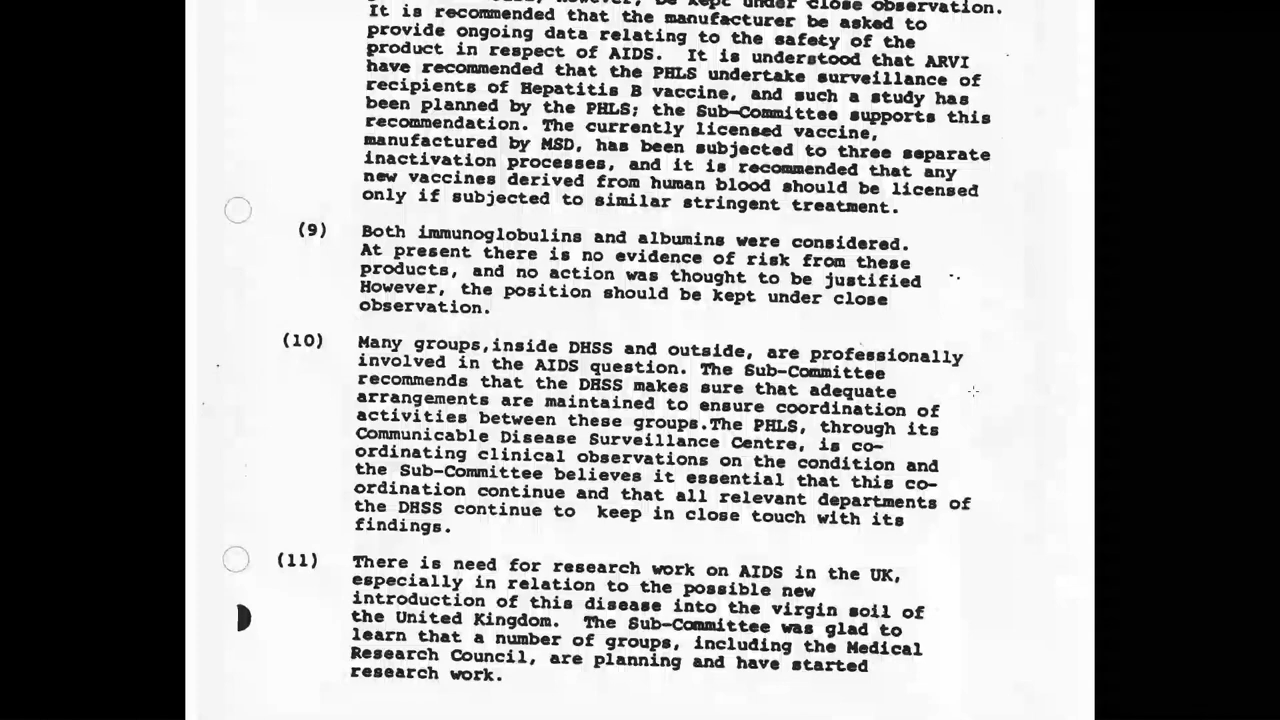 be kept under close observation.
It is recommended that the manufacturer be asked to
provide ongoing data relating to the safety of the
product in respect of AIDS. It is understood that ARVI
have recommended that the PHLS undertake surveillance of
recipients of Hepatitis B vaccine, and such a study has
been planned by the PHLS; the Sub-Committee supports this
recommendation. The currently licensed vaccine,
manufactured by MSD, has been subjected to three separate
inactivation processes, and it is recommended that any
new vaccines derived from human blood should be licensed
only if subjected to similar stringent treatment.
(9) Both immunoglobulins and albumins were considered.
At present there is no evidence of risk from these
products, and no action was thought to be justified
However, the position should be kept under close
observation.
(10) Many groups,inside DHSS and outside, are professionally
involved in the AIDS question. The Sub-Committee
recommends that the DHSS makes sure that adequate
arrangements are maintained to ensure coordination of
activities between these groups.The PHLS, through its
Communicable Disease Surveillance Centre, is co-
ordinating clinical observations on the condition and
the Sub-Committee believes it essential that this co-
ordination continue and that all relevant departments of
the DHSS continue to keep in close touch with its
findings.
(11) There is need for research work on AIDS in the UK,
especially in relation to the possible new
introduction of this disease into the virgin soil of
the United Kingdom. The Sub-Committee was glad to
learn that a number of groups, including the Medical
Research Council, are planning and have started
research work.